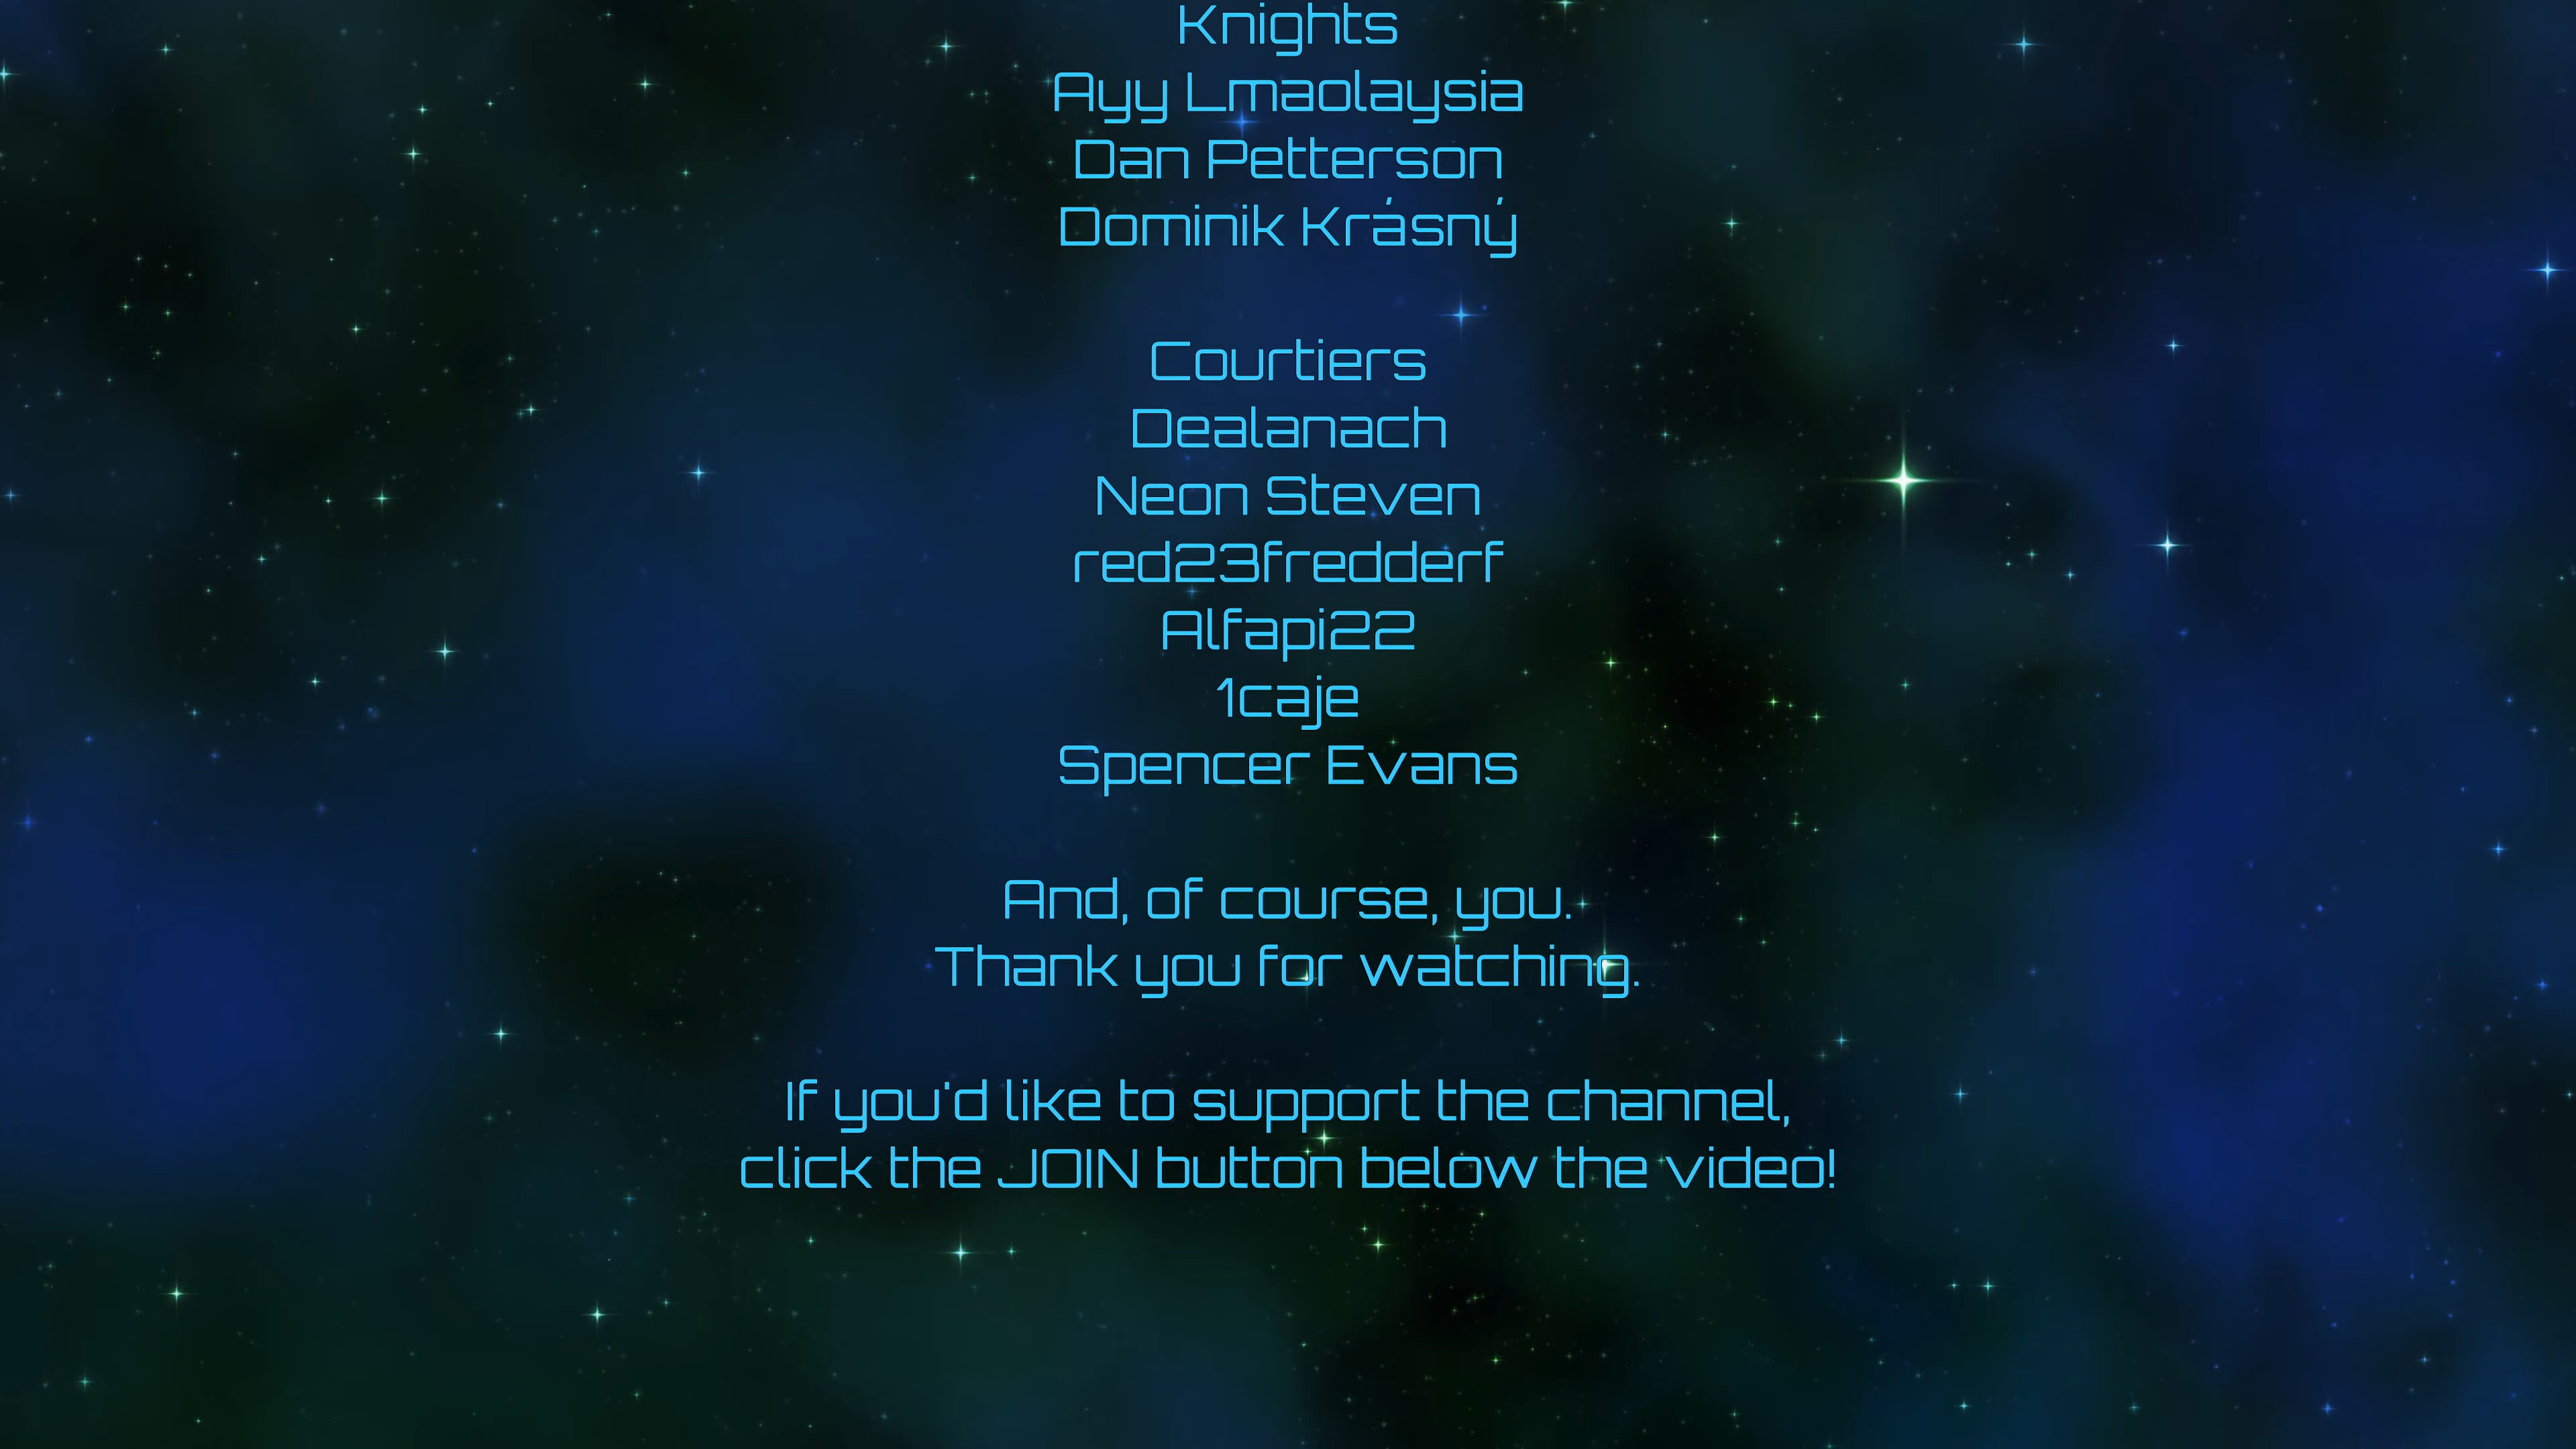 Knights
Ayy Lmaolaysia
Dan Petterson
Dominik Krásný
Courtiers
Dealanach
Neon Steven
red23fredderf
Alfapi22
1caje
Spencer Evans
And, of course, you.
Thank you for watching.
If you'd like to support the channel,
click the JOIN button below the video!